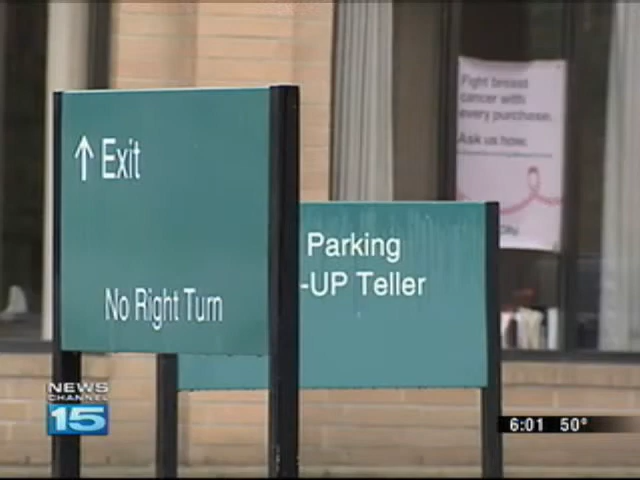 ↑ Exit
No Right Turn
Parking
-UP Teller
Fight breast
cancer with
every purchase.
Ask us how.
NEWS
CHANNEL
15
6:01 50°